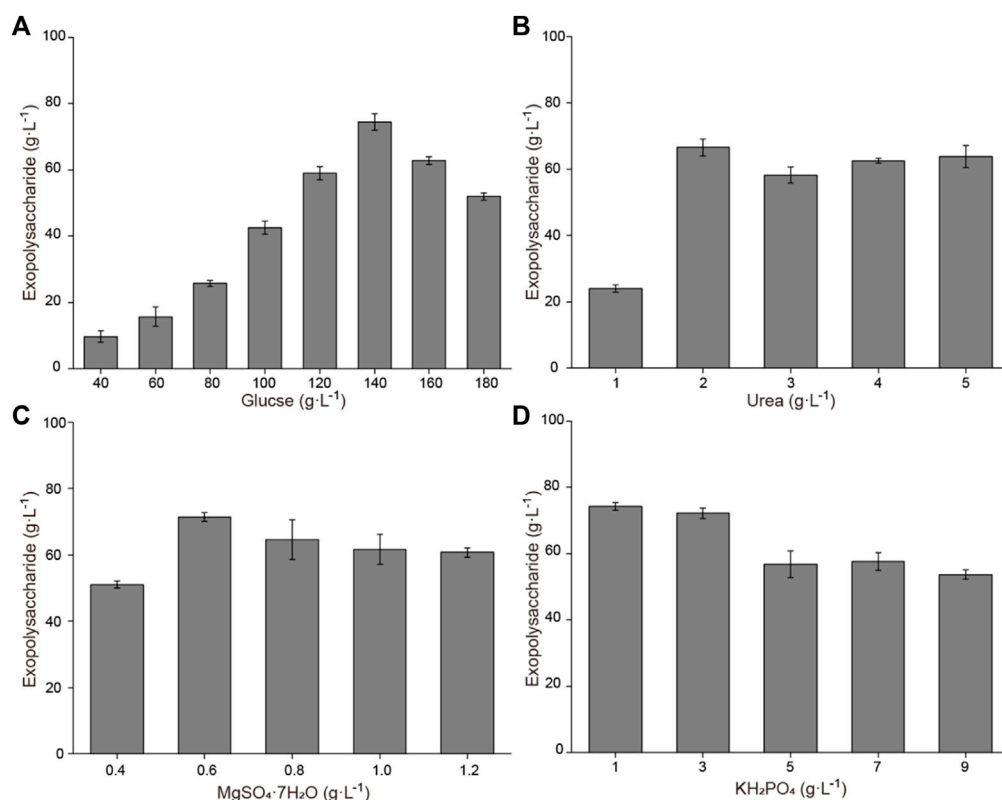 A
Exopolysaccharide (g·L⁻¹)
100
80
60
40
20
0
40 60 80 100 120 140 160 180
Glucse (g·L⁻¹)
B
Exopolysaccharide (g·L⁻¹)
100
80
60
40
20
0
1 2 3 4 5
Urea (g·L⁻¹)
C
Exopolysaccharide (g·L⁻¹)
100
80
60
40
20
0
0.4 0.6 0.8 1.0 1.2
MgSO₄·7H₂O (g·L⁻¹)
D
Exopolysaccharide (g·L⁻¹)
100
80
60
40
20
0
1 3 5 7 9
KH₂PO₄ (g·L⁻¹)